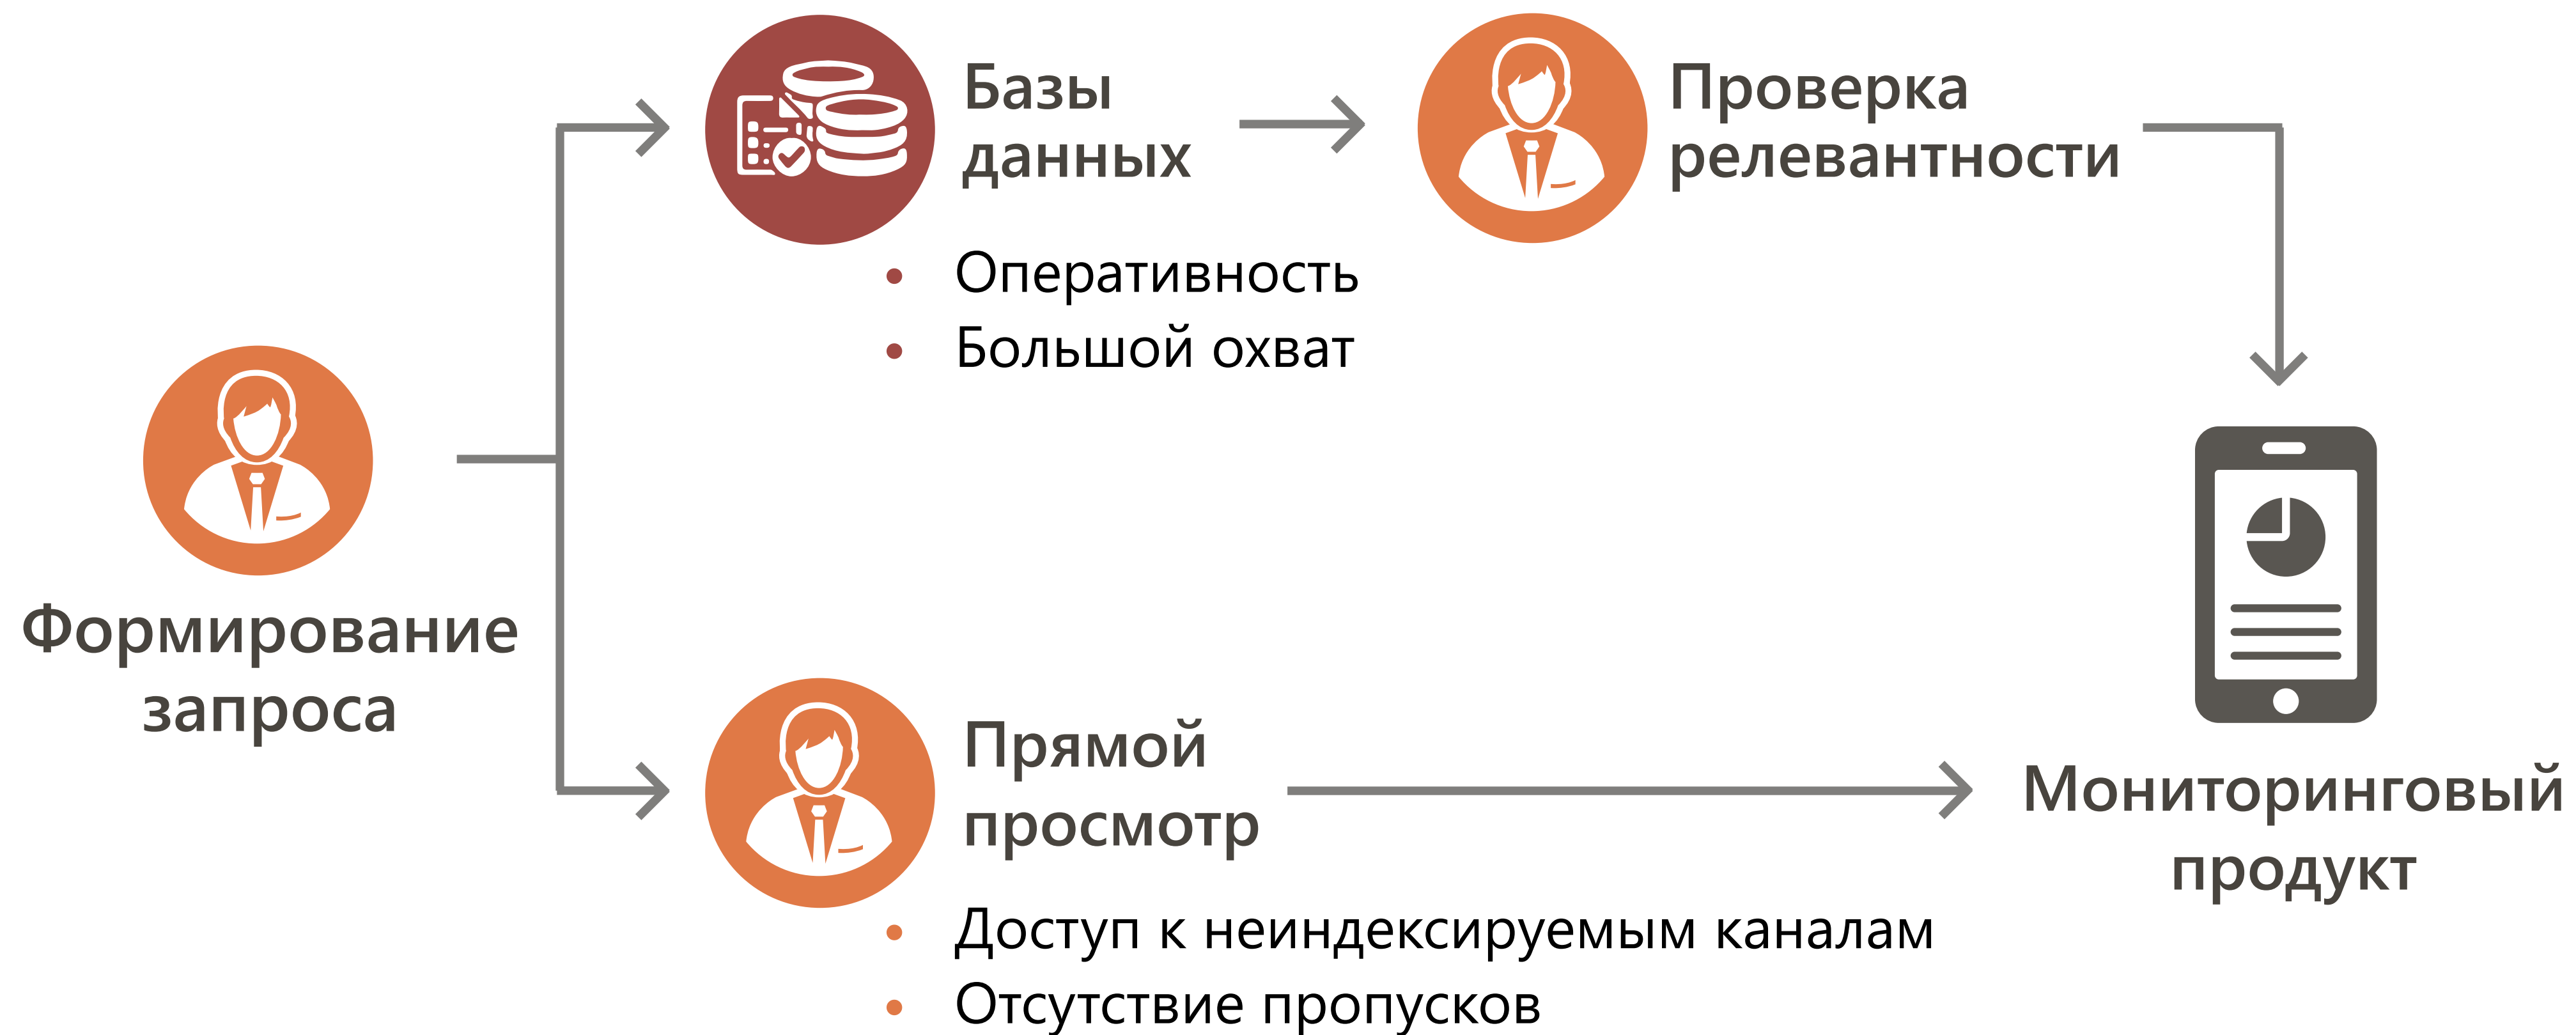 Базы
данных
Проверка
релевантности
Оперативность
Большой охват
Формирование
запроса
Прямой
просмотр
Мониторинговый
продукт
Доступ к неиндексируемым каналам
Отсутствие пропусков